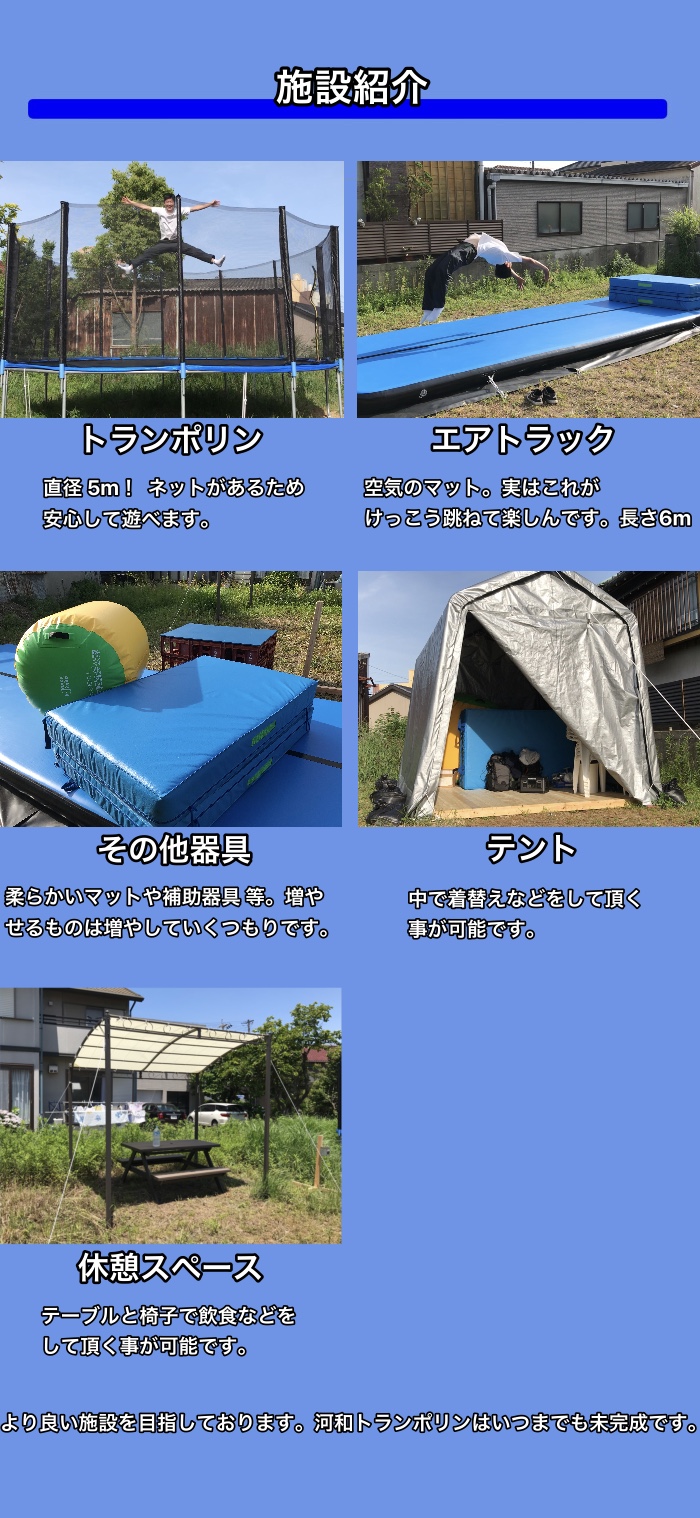 施設紹介
トランポリン
直径 5m！ ネットがあるため
安心して遊べます。
エアトラック
空気のマット。実はこれが
けっこう跳ねて楽しんです。長さ6m
その他器具
柔らかいマットや補助器具 等。増や
せるものは増やしていくつもりです。
テント
中で着替えなどをして頂く
事が可能です。
休憩スペース
テーブルと椅子で飲食などを
して頂く事が可能です。
より良い施設を目指しております。河和トランポリンはいつまでも未完成です。